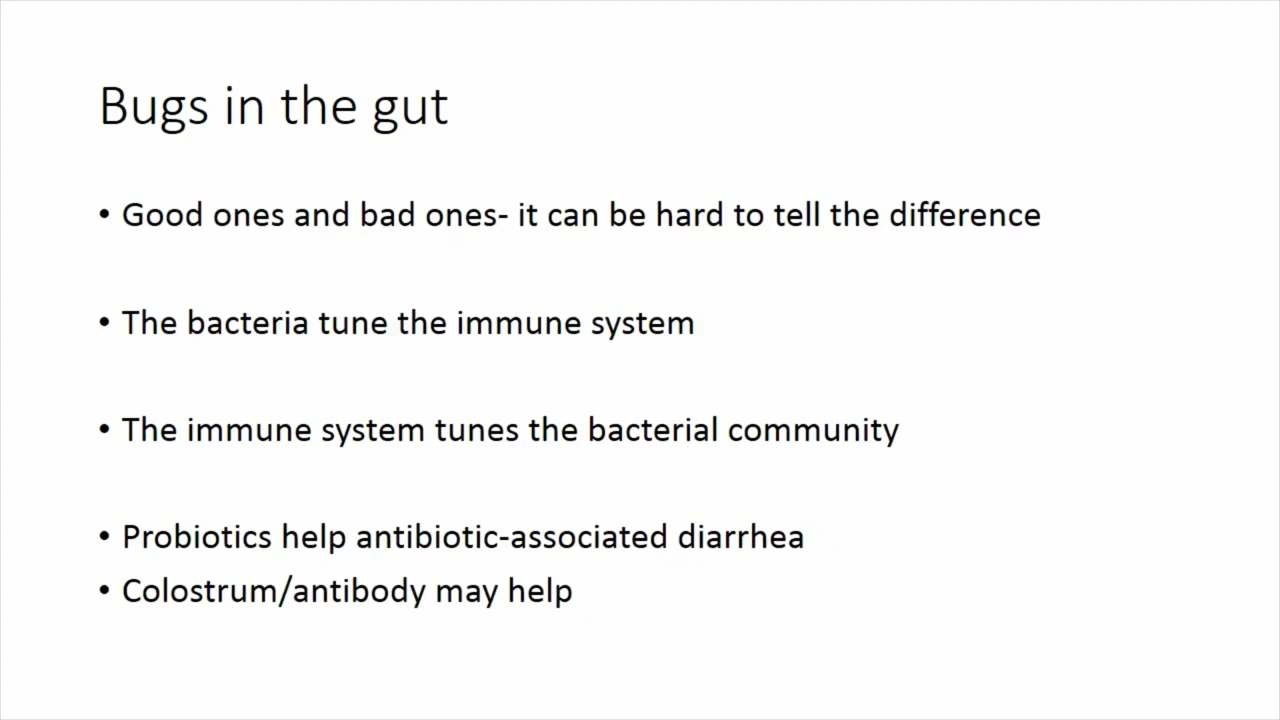 Bugs in the gut
• Good ones and bad ones- it can be hard to tell the difference
• The bacteria tune the immune system
• The immune system tunes the bacterial community
• Probiotics help antibiotic-associated diarrhea
• Colostrum/antibody may help